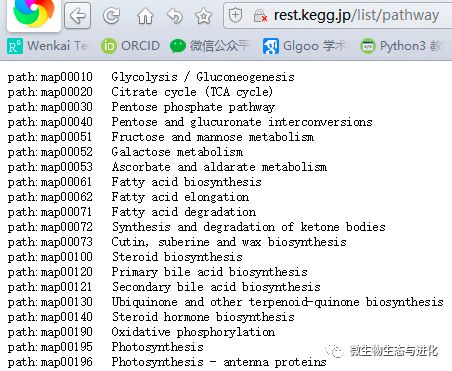 rest.kegg.jp/list/pathway
Wenkai Te
ORCID
微信公众平
Glgoo 学术
Python3 教
path:map00010 Glycolysis / Gluconeogenesis
path:map00020 Citrate cycle (TCA cycle)
path:map00030 Pentose phosphate pathway
path:map00040 Pentose and glucuronate interconversions
path:map00051 Fructose and mannose metabolism
path:map00052 Galactose metabolism
path:map00053 Ascorbate and aldarate metabolism
path:map00061 Fatty acid biosynthesis
path:map00062 Fatty acid elongation
path:map00071 Fatty acid degradation
path:map00072 Synthesis and degradation of ketone bodies
path:map00073 Cutin, suberine and wax biosynthesis
path:map00100 Steroid biosynthesis
path:map00120 Primary bile acid biosynthesis
path:map00121 Secondary bile acid biosynthesis
path:map00130 Ubiquinone and other terpenoid-quinone biosynthesis
path:map00140 Steroid hormone biosynthesis
path:map00190 Oxidative phosphorylation
path:map00195 Photosynthesis
path:map00196 Photosynthesis - antenna proteins
微生物生态与进化